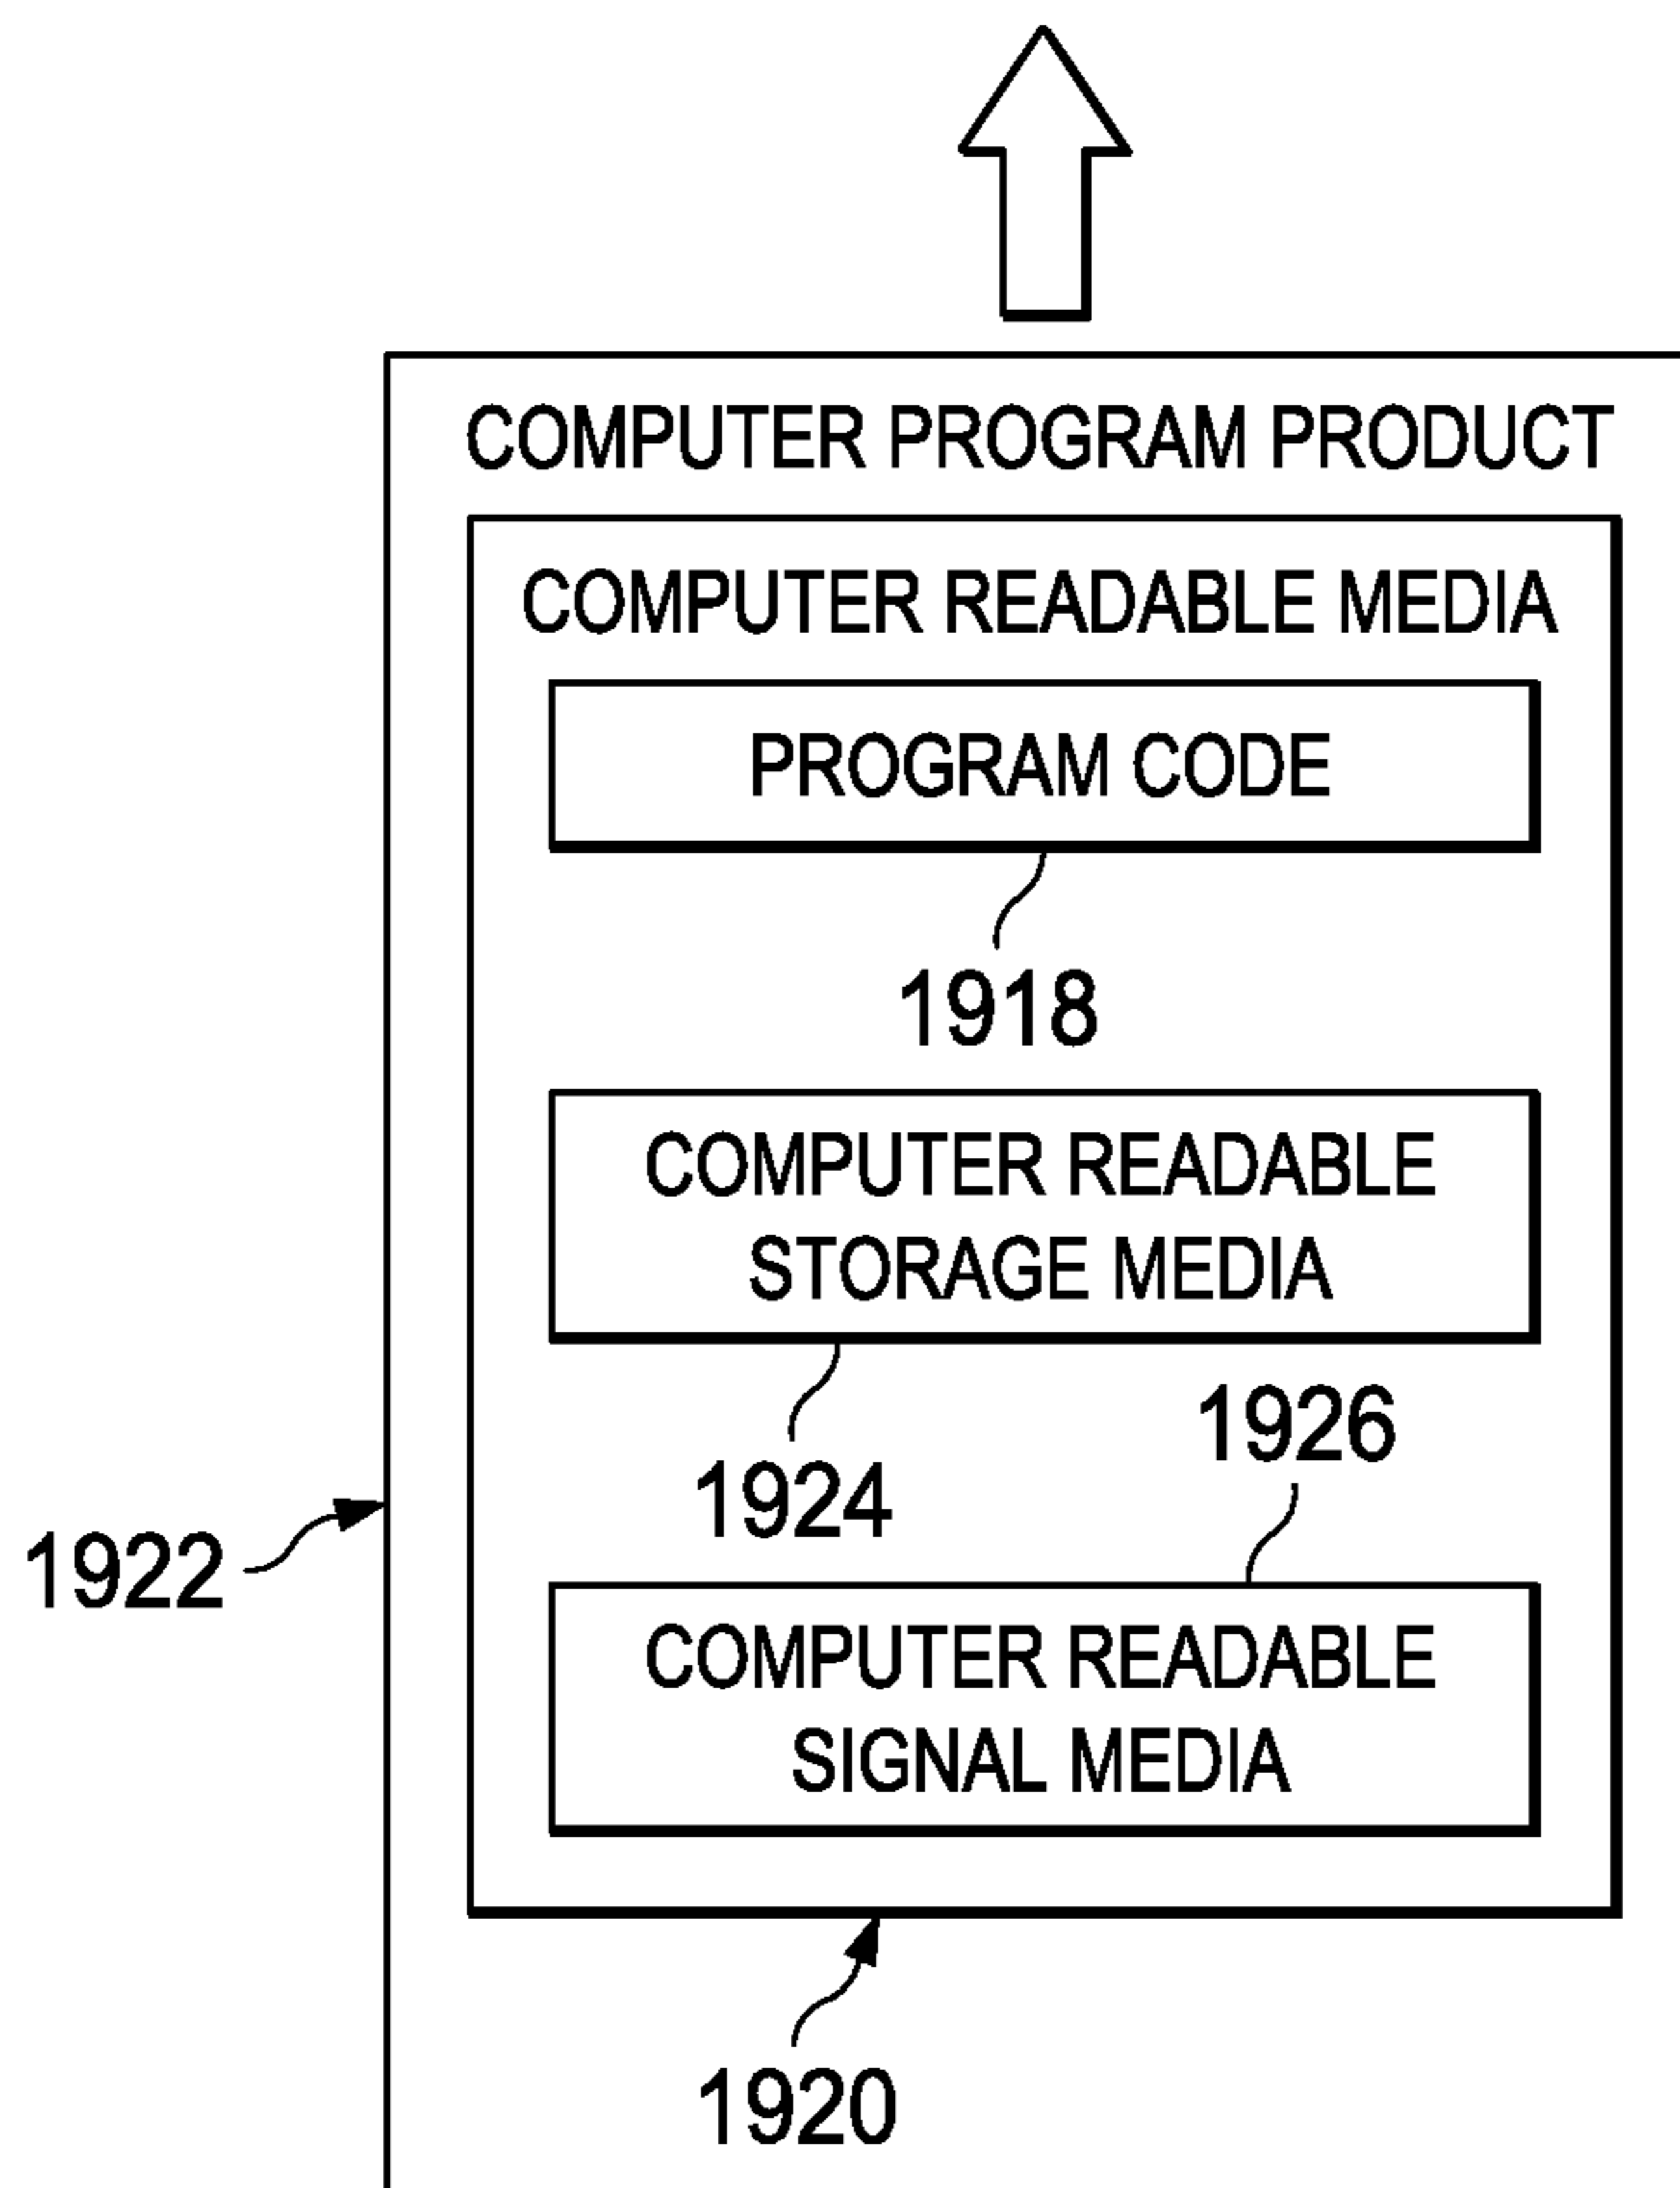 COMPUTER PROGRAM PRODUCT
COMPUTER READABLE MEDIA
PROGRAM CODE
1918
COMPUTER READABLE
STORAGE MEDIA
1924
1926
1922
COMPUTER READABLE
SIGNAL MEDIA
1920